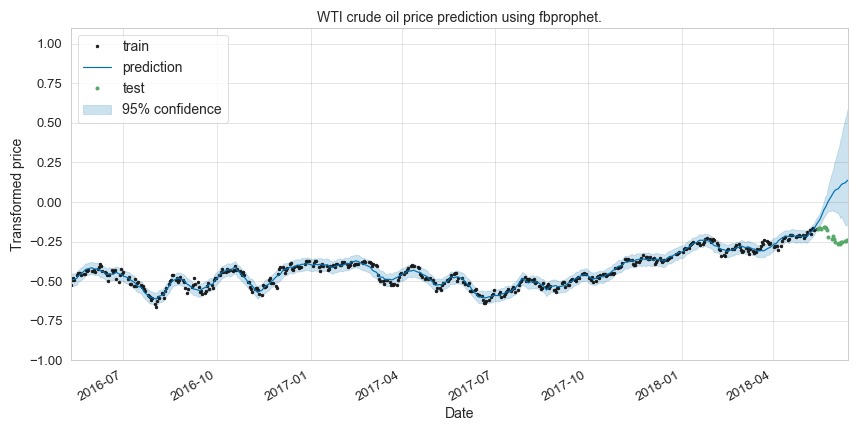 WTI crude oil price prediction using fbprophet.
train
prediction
test
95% confidence
1.00
0.75
0.50
0.25
0.00
−0.25
−0.50
−0.75
−1.00
Transformed price
2016-07
2016-10
2017-01
2017-04
2017-07
2017-10
2018-01
2018-04
Date